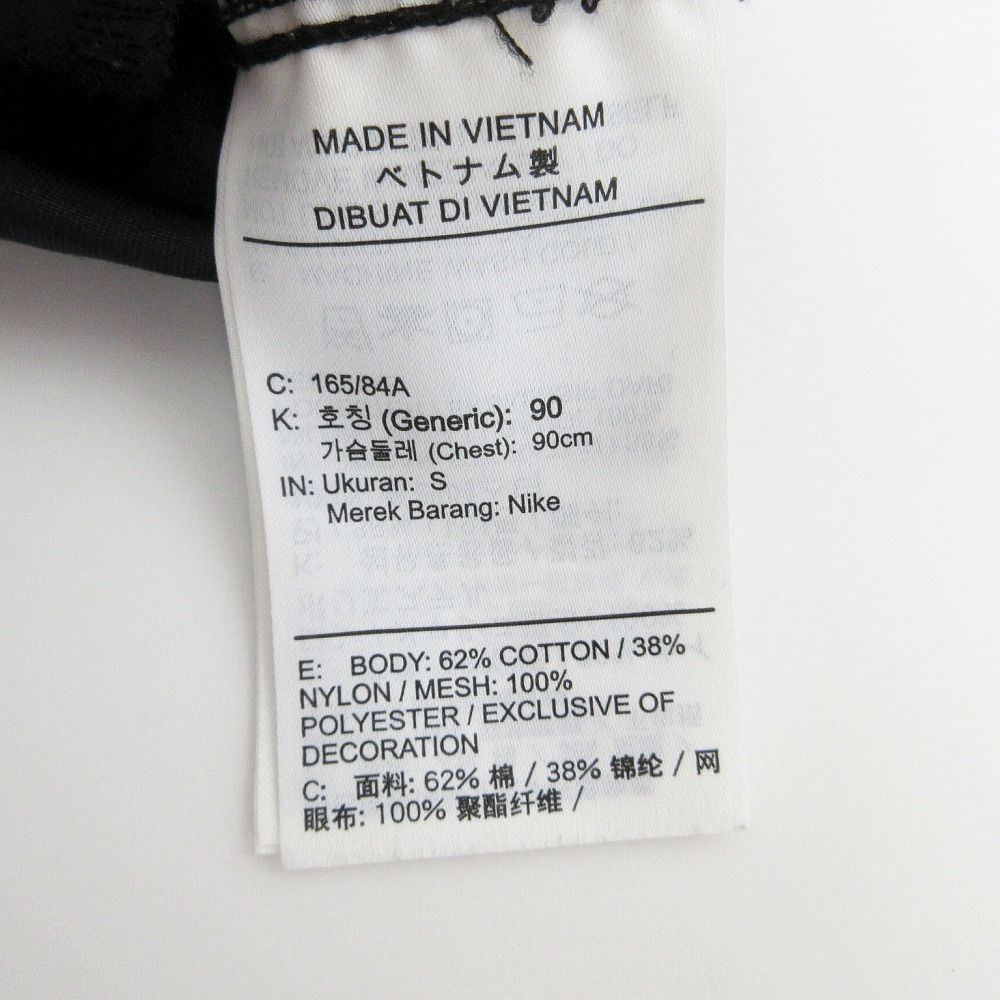 MADE IN VIETNAM
ベトナム製
DIBUAT DI VIETNAM
C: 165/84A
K: 호칭 (Generic): 90
가슴둘레 (Chest): 90cm
IN: Ukuran: S
Merek Barang: Nike
E: BODY: 62% COTTON / 38%
NYLON / MESH: 100%
POLYESTER / EXCLUSIVE OF
DECORATION
C: 面料: 62% 棉 / 38% 锦纶 / 网
眼布: 100% 聚酯纤维 /